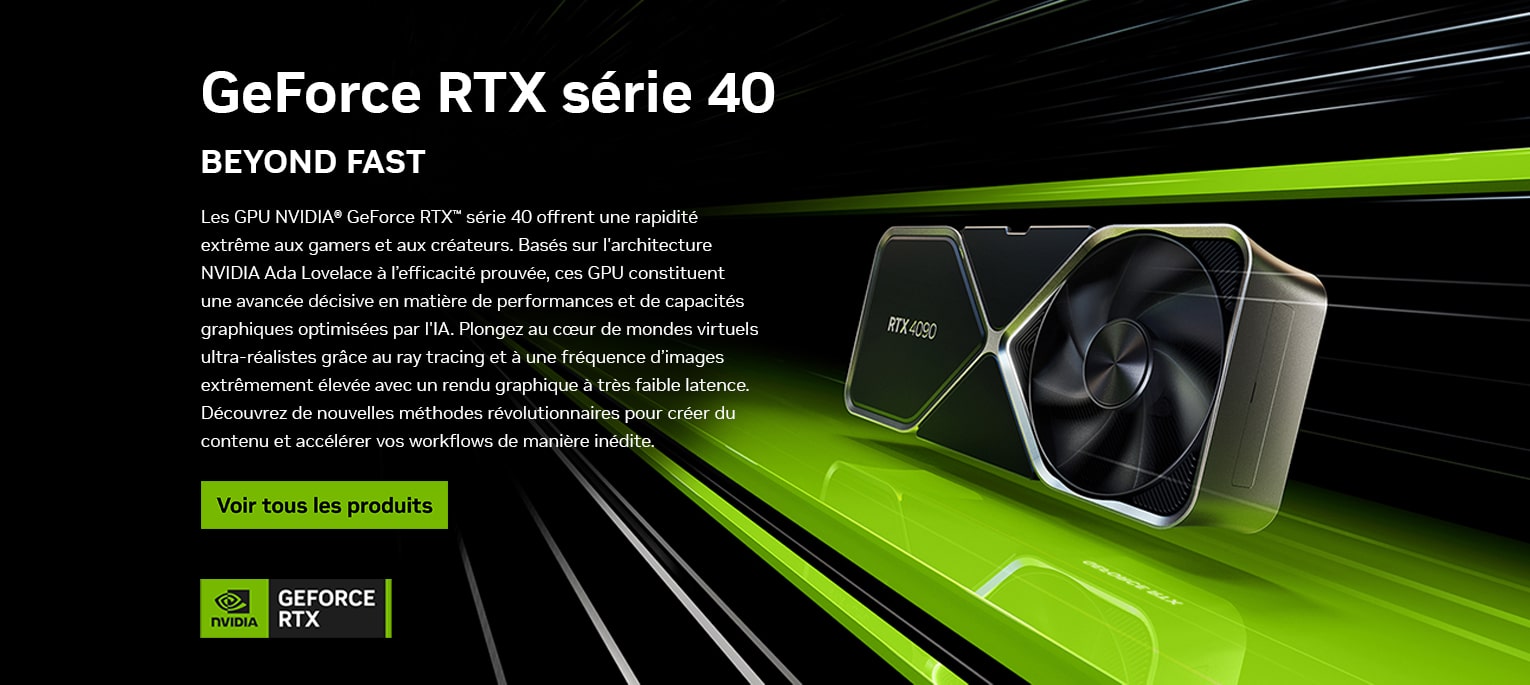 GeForce RTX série 40
BEYOND FAST
Les GPU NVIDIA® GeForce RTX™ série 40 offrent une rapidité
extrême aux gamers et aux créateurs. Basés sur l'architecture
NVIDIA Ada Lovelace à l’efficacité prouvée, ces GPU constituent
une avancée décisive en matière de performances et de capacités
graphiques optimisées par l'IA. Plongez au cœur de mondes virtuels
ultra-réalistes grâce au ray tracing et à une fréquence d’images
extrêmement élevée avec un rendu graphique à très faible latence.
Découvrez de nouvelles méthodes révolutionnaires pour créer du
contenu et accélérer vos workflows de manière inédite.
Voir tous les produits
NVIDIA
GEFORCE
RTX
RTX 4090
GEFORCE RTX